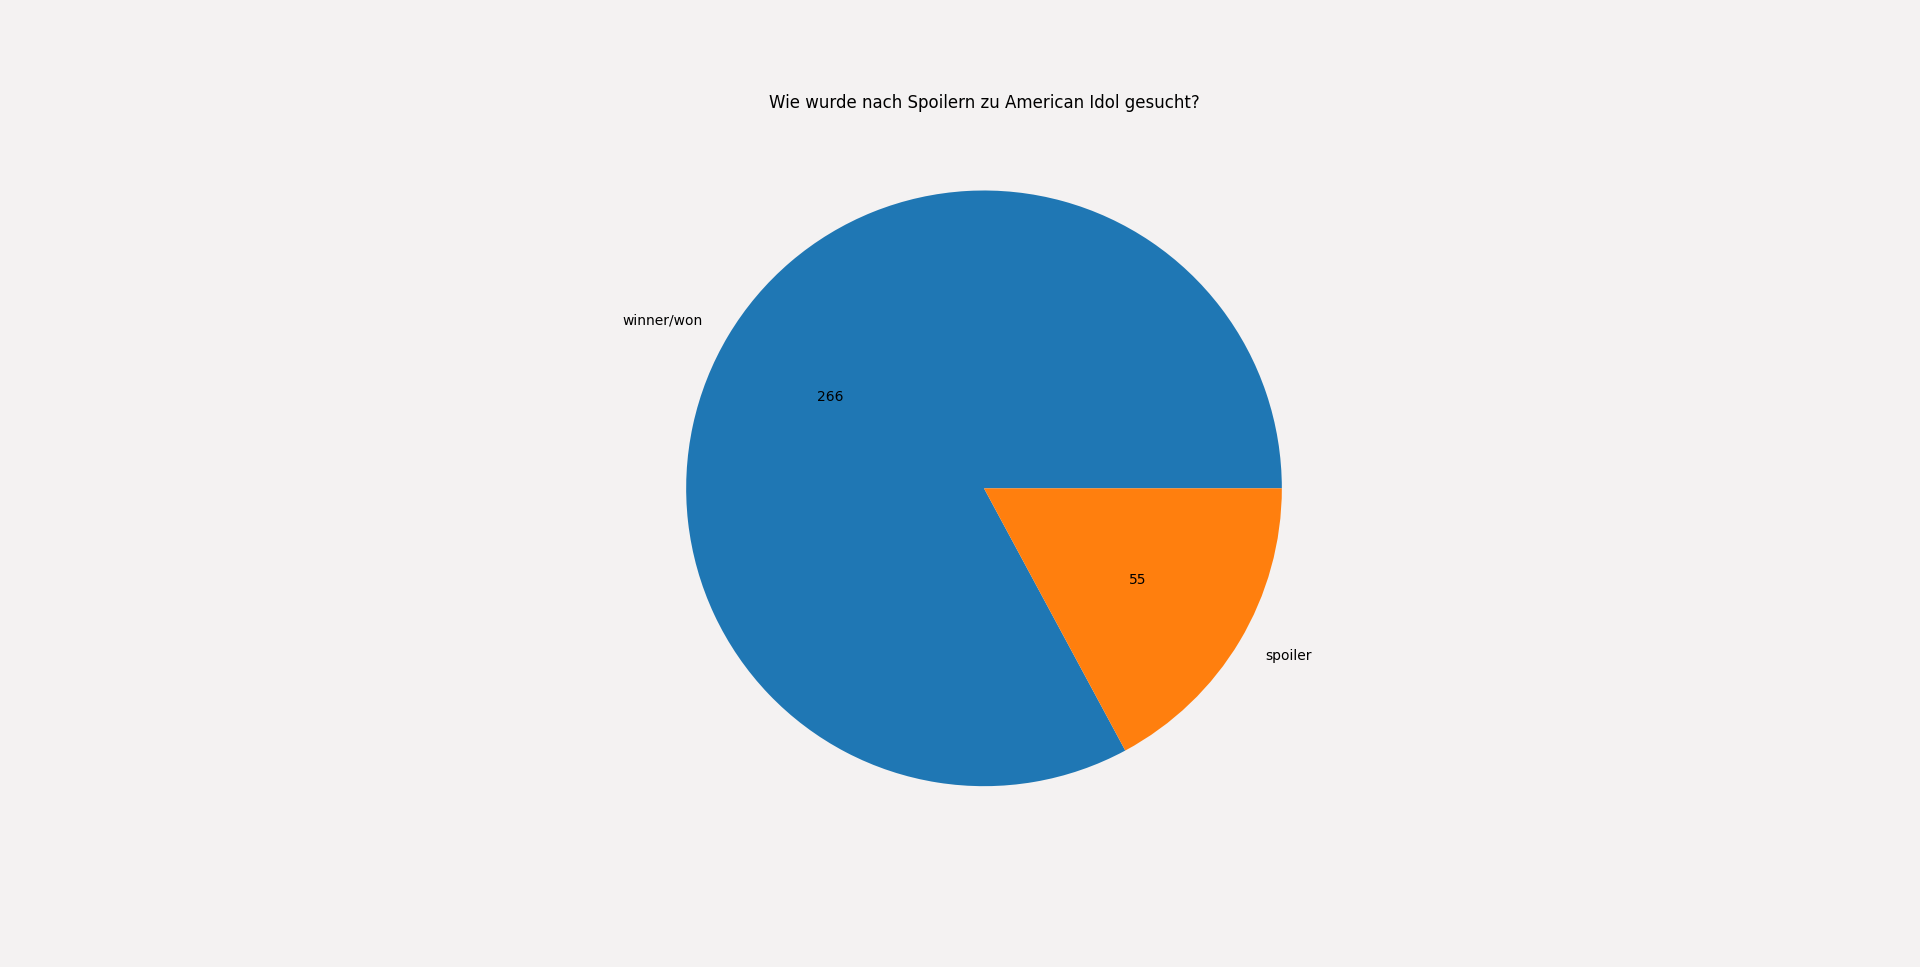 Wie wurde nach Spoilern zu American Idol gesucht?
winner/won
266
55
spoiler